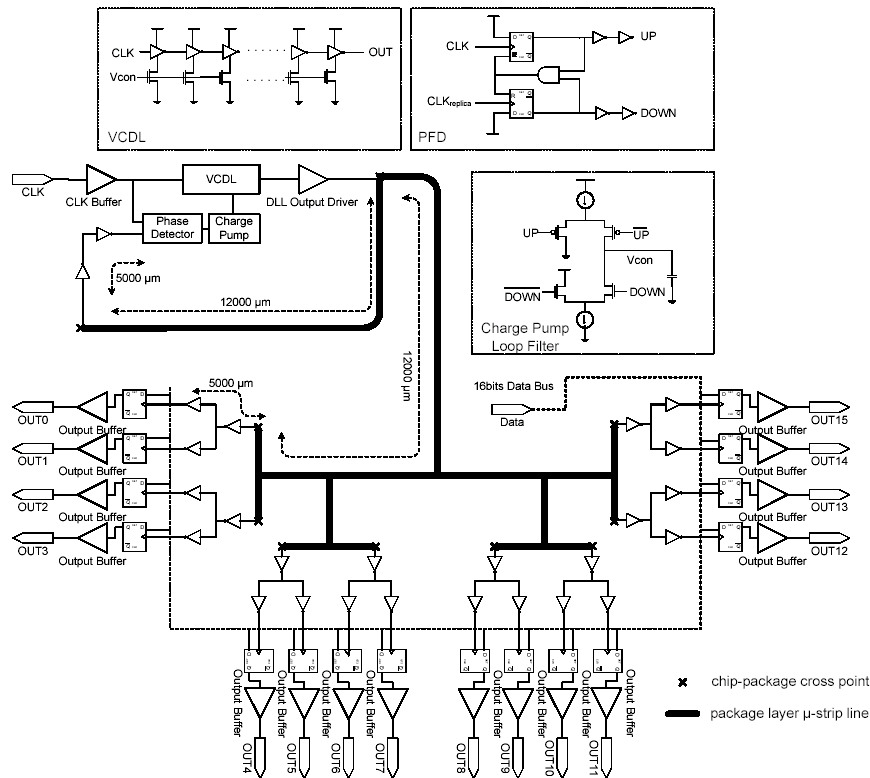 CLK
Vcon
OUT
VCDL
CLK
CLKreplica
UP
DOWN
PFD
CLK
CLK Buffer
VCDL
DLL Output Driver
Phase
Detector
Charge
Pump
5000 µm
12000 µm
12000 µm
UP
UP
Vcon
DOWN
DOWN
Charge Pump
Loop Filter
5000 µm
16bits Data Bus
Data
OUT0
Output Buffer
OUT1
Output Buffer
OUT2
Output Buffer
OUT3
Output Buffer
OUT15
Output Buffer
OUT14
Output Buffer
OUT13
Output Buffer
OUT12
Output Buffer
Output Buffer
OUT4
Output Buffer
OUT5
Output Buffer
OUT6
Output Buffer
OUT7
Output Buffer
OUT8
Output Buffer
OUT9
Output Buffer
OUT10
Output Buffer
OUT11
chip-package cross point
package layer µ-strip line